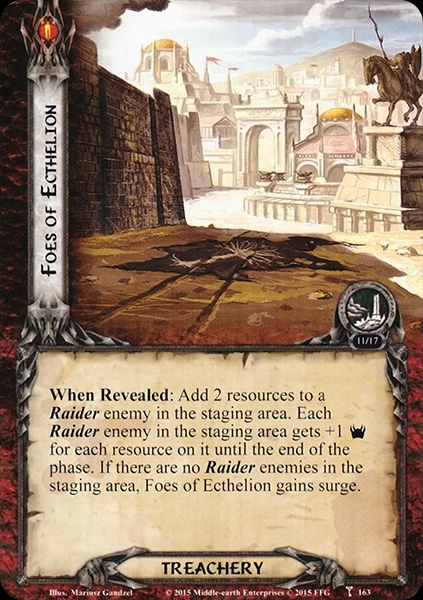 FOES OF ECTHELION
11/17
When Revealed: Add 2 resources to a
Raider enemy in the staging area. Each
Raider enemy in the staging area gets +1
for each resource on it until the end of the
phase. If there are no Raider enemies in the
staging area, Foes of Ecthelion gains surge.
TREACHERY
Illus. Mariusz Gandzel
© 2015 Middle-earth Enterprises © 2015 FFG
163